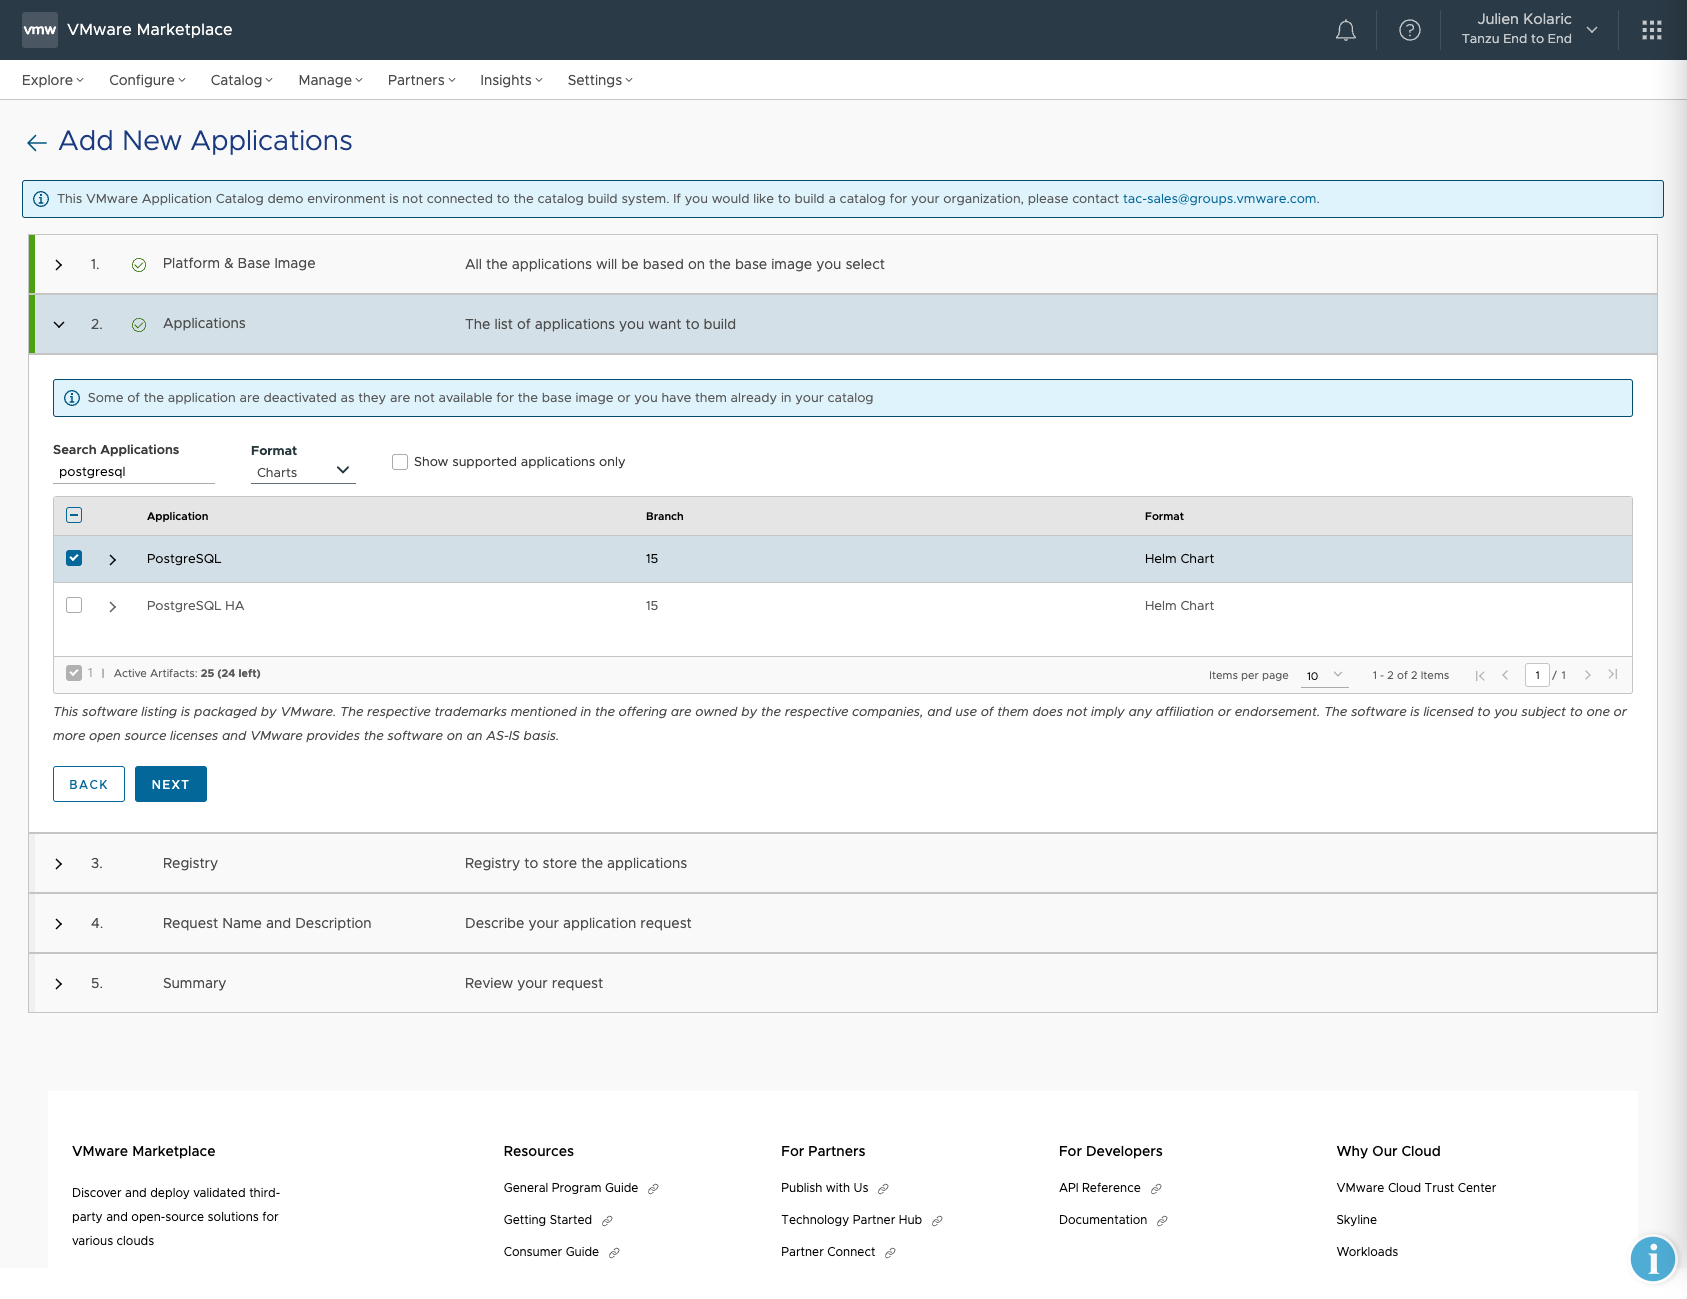 vmw VMware Marketplace
Julien Kolaric
Tanzu End to End
Explore Configure Catalog Manage Partners Insights Settings
Add New Applications
This VMware Application Catalog demo environment is not connected to the catalog build system. If you would like to build a catalog for your organization, please contact tac-sales@groups.vmware.com.
1. Platform & Base Image All the applications will be based on the base image you select
2. Applications The list of applications you want to build
Some of the application are deactivated as they are not available for the base image or you have them already in your catalog
Search Applications Format
postgresql Charts Show supported applications only
Application Branch Format
PostgreSQL 15 Helm Chart
PostgreSQL HA 15 Helm Chart
1 | Active Artifacts: 25 (24 left) Items per page 10 1 - 2 of 2 Items 1 / 1
This software listing is packaged by VMware. The respective trademarks mentioned in the offering are owned by the respective companies, and use of them does not imply any affiliation or endorsement. The software is licensed to you subject to one or
more open source licenses and VMware provides the software on an AS-IS basis.
BACK NEXT
3. Registry Registry to store the applications
4. Request Name and Description Describe your application request
5. Summary Review your request
VMware Marketplace
Discover and deploy validated third-
party and open-source solutions for
various clouds
Resources
General Program Guide
Getting Started
Consumer Guide
For Partners
Publish with Us
Technology Partner Hub
Partner Connect
For Developers
API Reference
Documentation
Why Our Cloud
VMware Cloud Trust Center
Skyline
Workloads